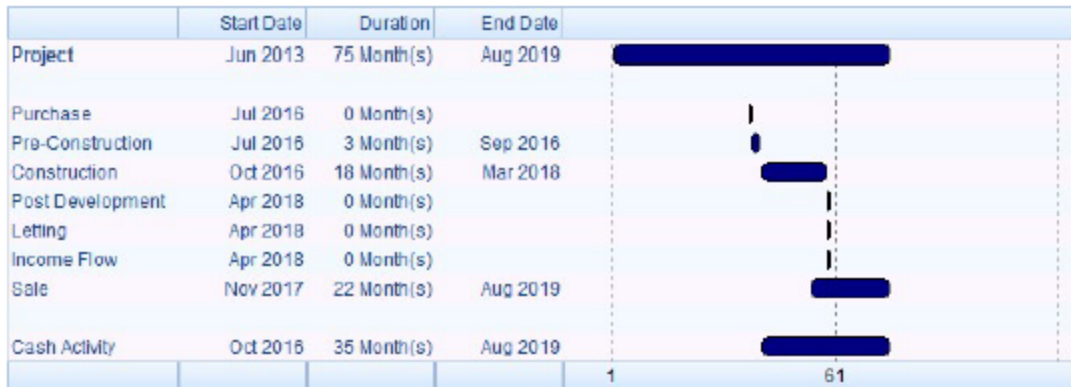 Start Date Duration End Date
Project Jun 2013 75 Month(s) Aug 2019
Purchase Jul 2016 0 Month(s)
Pre-Construction Jul 2016 3 Month(s) Sep 2016
Construction Oct 2016 18 Month(s) Mar 2018
Post Development Apr 2018 0 Month(s)
Letting Apr 2018 0 Month(s)
Income Flow Apr 2018 0 Month(s)
Sale Nov 2017 22 Month(s) Aug 2019
Cash Activity Oct 2016 35 Month(s) Aug 2019
1 61